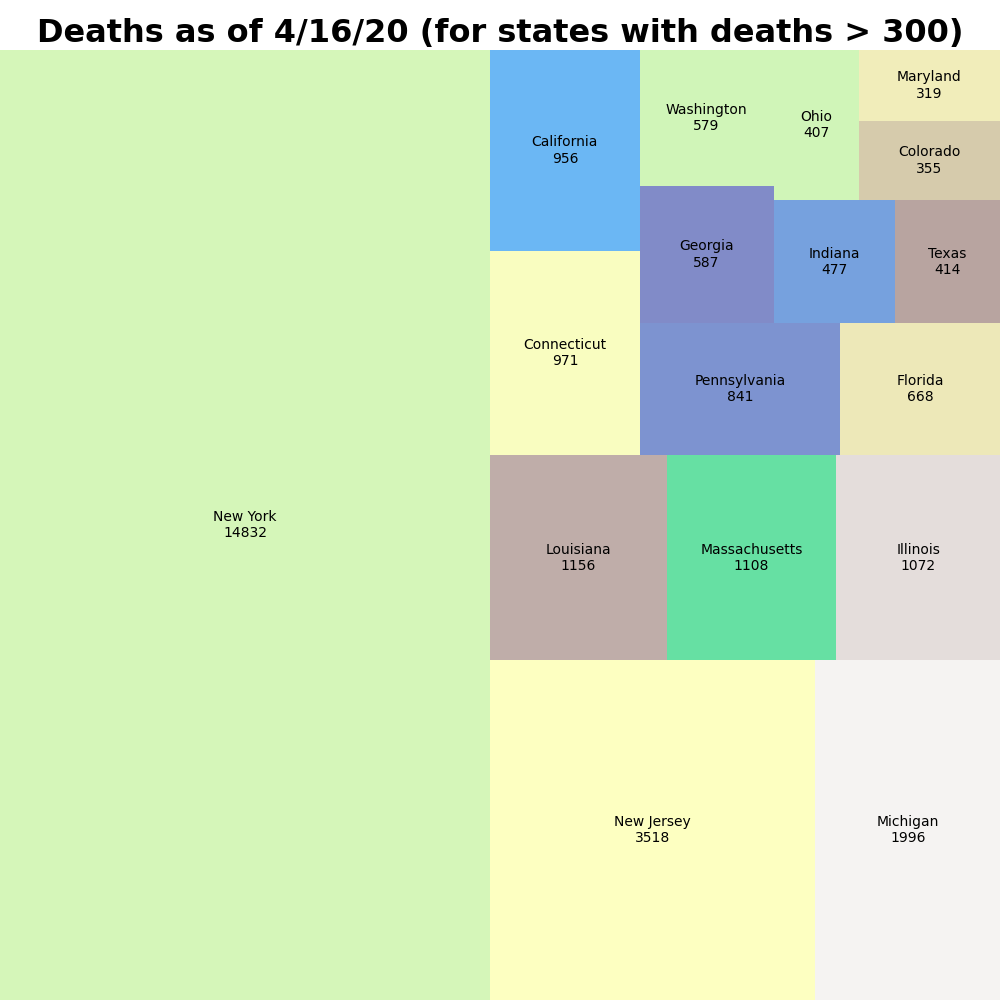 Deaths as of 4/16/20 (for states with deaths > 300)
New York
14832
California
956
Connecticut
971
Washington
579
Ohio
407
Maryland
319
Colorado
355
Georgia
587
Indiana
477
Texas
414
Pennsylvania
841
Florida
668
Louisiana
1156
Massachusetts
1108
Illinois
1072
New Jersey
3518
Michigan
1996